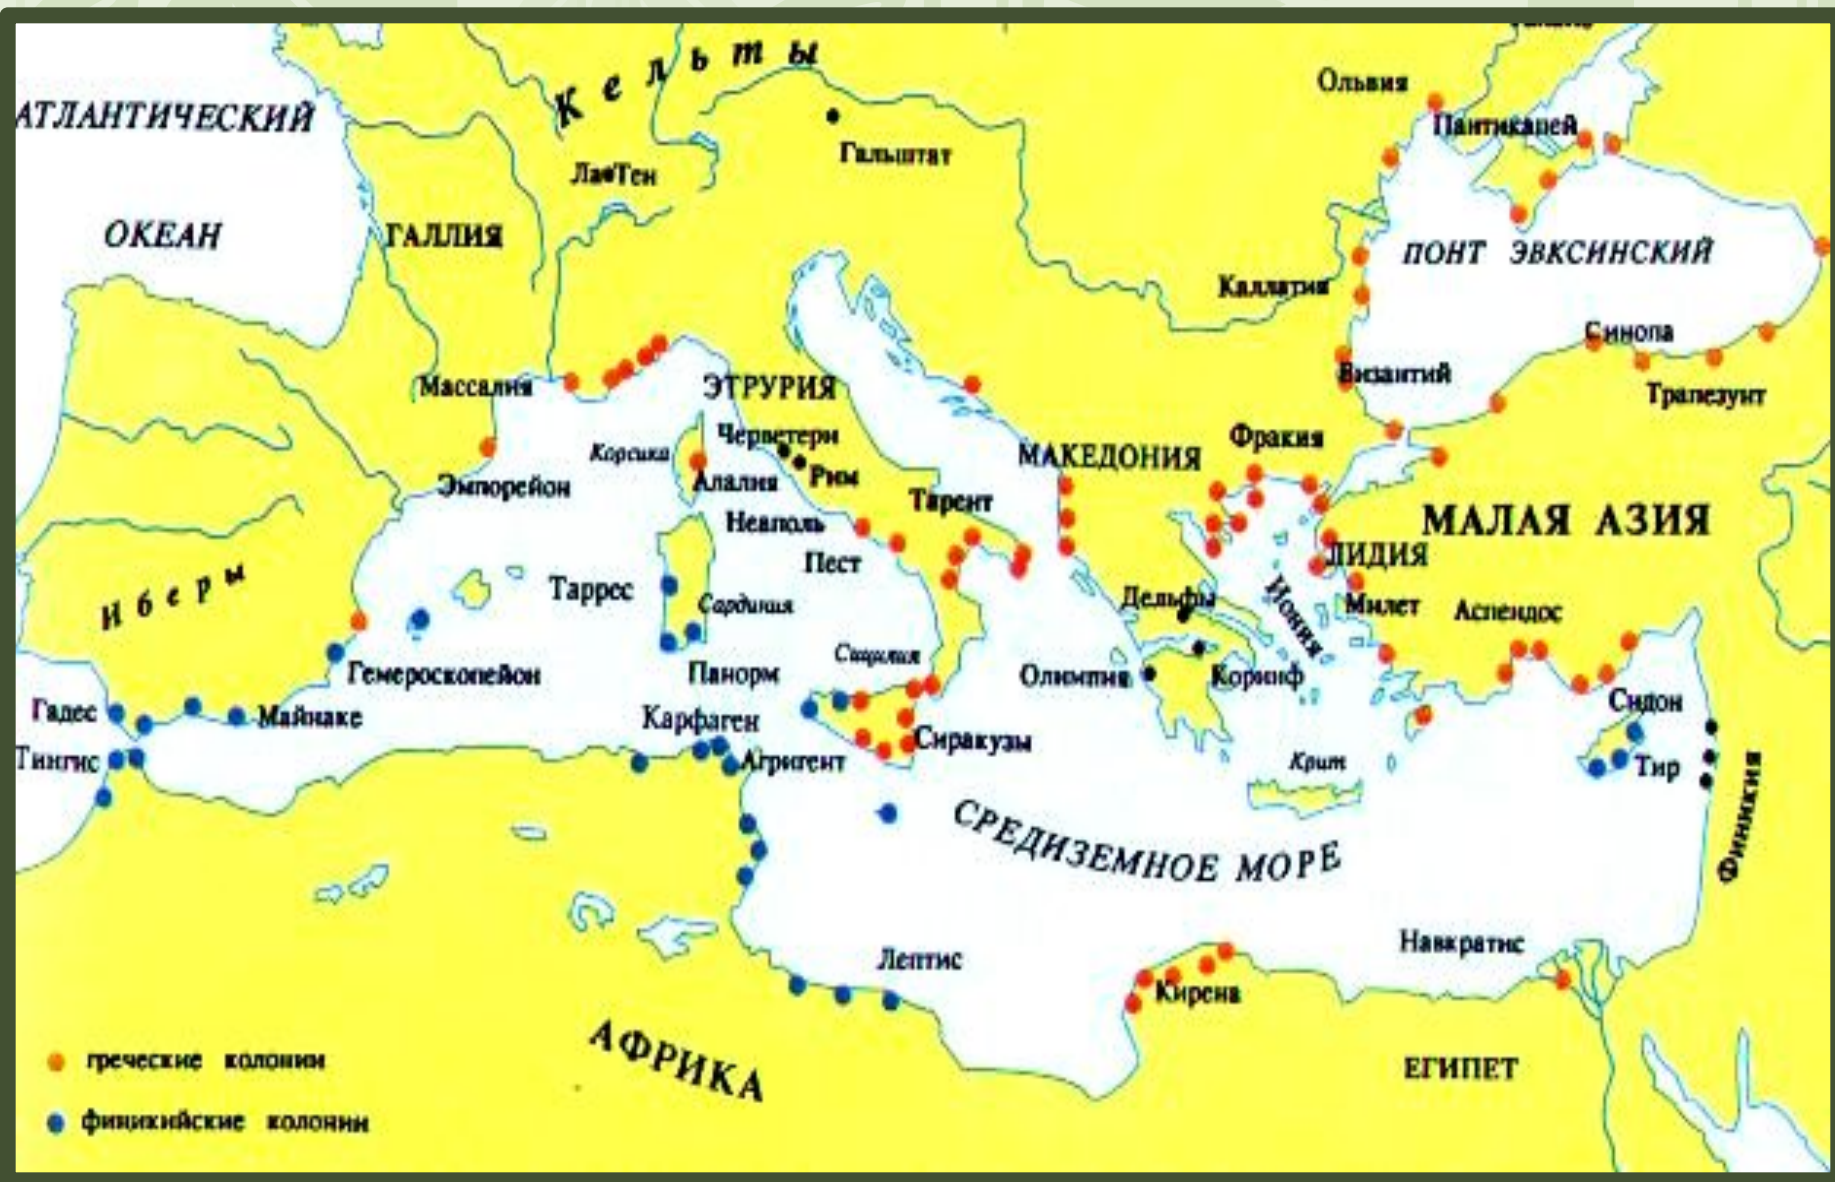 Кельты
Ольвия
АТЛАНТИЧЕСКИЙ
Пантикапей
Гальштат
ЛаТен
ОКЕАН
ГАЛЛИЯ
ПОНТ ЭВКСИНСКИЙ
Каллатия
Синопа
Массалия
ЭТРУРИЯ
Византий
Трапезунт
Черветери
Фракия
Корсика
МАКЕДОНИЯ
Алалия
Рим
Эмпорейон
Тарент
Неаполь
МАЛАЯ АЗИЯ
Пест
ЛИДИЯ
Иберы
Таррес
Сардиния
Дельфы
Иония
Милет
Аспендос
Сицилия
Гемероскопейон
Панорм
Олимпия
Коринф
Сидон
Гадес
Майнаке
Карфаген
Сиракузы
Тингис
Агригент
Крит
Тир
СРЕДИЗЕМНОЕ МОРЕ
Финикия
Навкратис
Лептис
Кирена
АФРИКА
ЕГИПЕТ
греческие колонии
фицикийские колонии